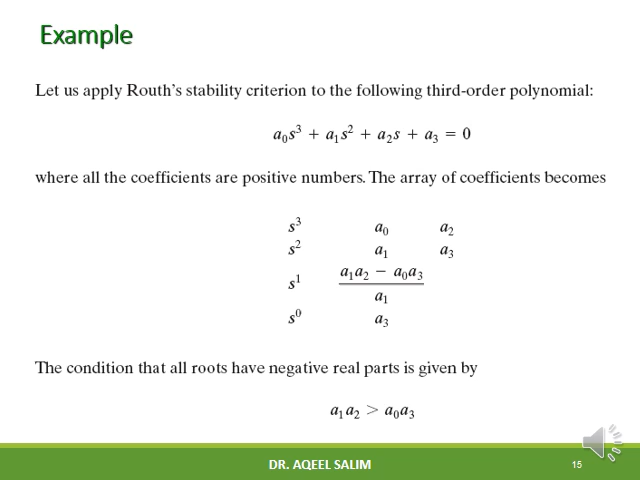 Example
Let us apply Routh's stability criterion to the following third-order polynomial:
a₀s³ + a₁s² + a₂s + a₃ = 0
where all the coefficients are positive numbers. The array of coefficients becomes
s³ a₀ a₂
s² a₁ a₃
s¹ (a₁a₂ − a₀a₃) / a₁
s⁰ a₃
The condition that all roots have negative real parts is given by
a₁a₂ > a₀a₃
DR. AQEEL SALIM
15